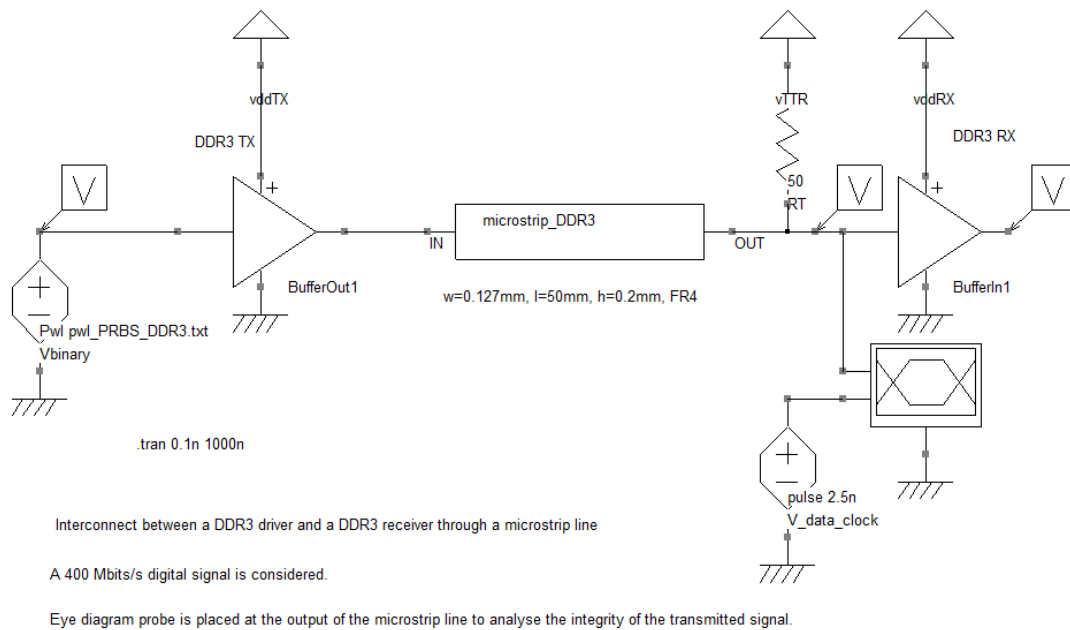 vddTX
vTTR
vddRX
DDR3 TX
DDR3 RX
V
V
V
+
+
50
RT
microstrip_DDR3
IN
OUT
+
BufferOut1
BufferIn1
w=0.127mm, l=50mm, h=0.2mm, FR4
Pwl pwl_PRBS_DDR3.txt
Vbinary
.tran 0.1n 1000n
+
pulse 2.5n
V_data_clock
Interconnect between a DDR3 driver and a DDR3 receiver through a microstrip line
A 400 Mbits/s digital signal is considered.
Eye diagram probe is placed at the output of the microstrip line to analyse the integrity of the transmitted signal.